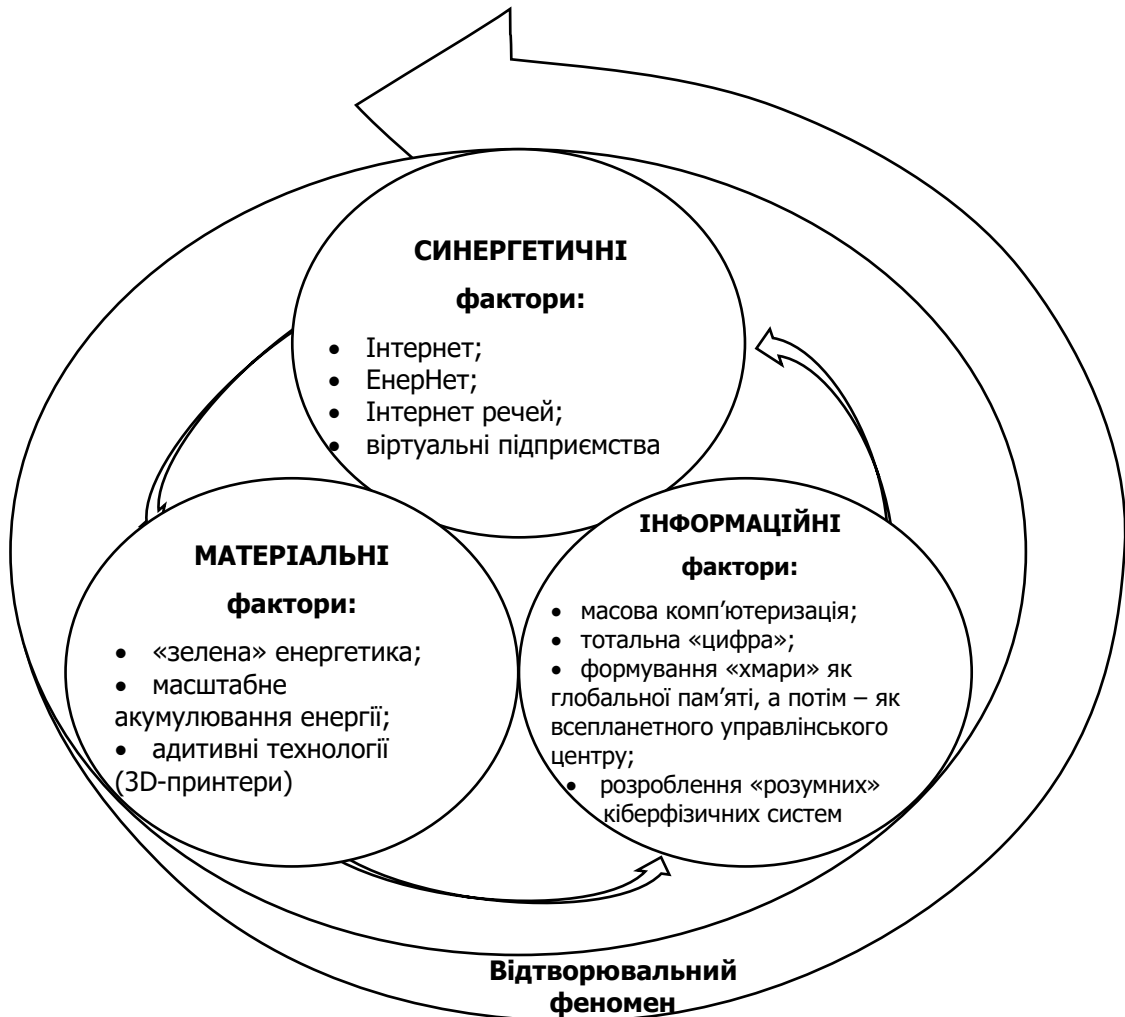 СИНЕРГЕТИЧНІ
фактори:
• Інтернет;
• ЕнерНет;
• Інтернет речей;
• віртуальні підприємства
МАТЕРІАЛЬНІ
фактори:
• «зелена» енергетика;
• масштабне
акумулювання енергії;
• адитивні технології
(3D-принтери)
ІНФОРМАЦІЙНІ
фактори:
• масова комп’ютеризація;
• тотальна «цифра»;
• формування «хмари» як
глобальної пам’яті, а потім – як
всепланетного управлінського
центру;
• розроблення «розумних»
кіберфізичних систем
Відтворювальний
феномен